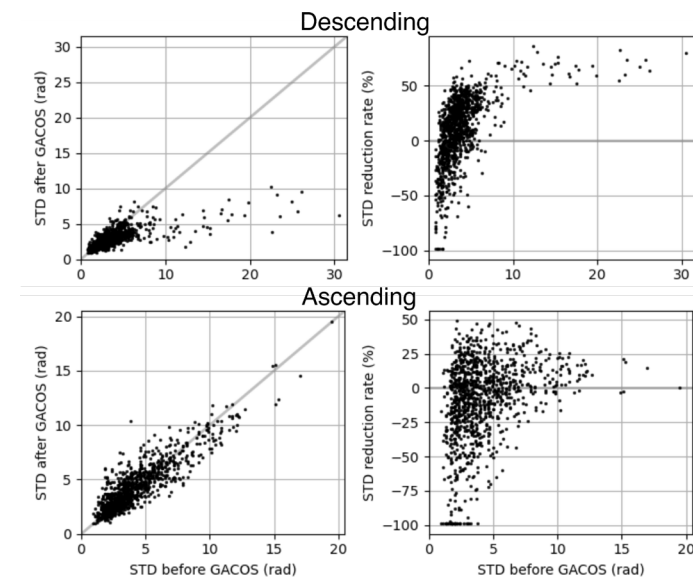 Descending
STD after GACOS (rad)
30
25
20
15
10
5
0
0 10 20 30
STD reduction rate (%)
50
0
−50
−100
0 10 20 30
Ascending
STD after GACOS (rad)
20
15
10
5
0
0 5 10 15 20
STD before GACOS (rad)
STD reduction rate (%)
50
25
0
−25
−50
−75
−100
0 5 10 15 20
STD before GACOS (rad)